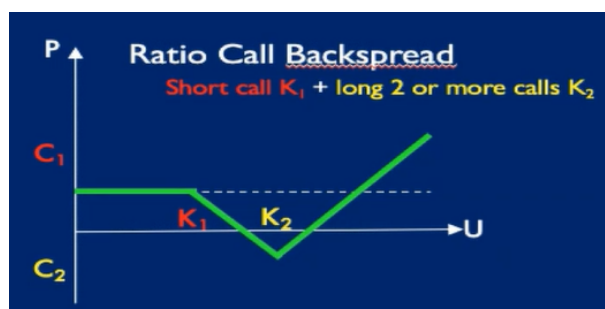 P
Ratio Call Backspread
Short call K₁ + long 2 or more calls K₂
C₁
K₁
K₂
U
C₂